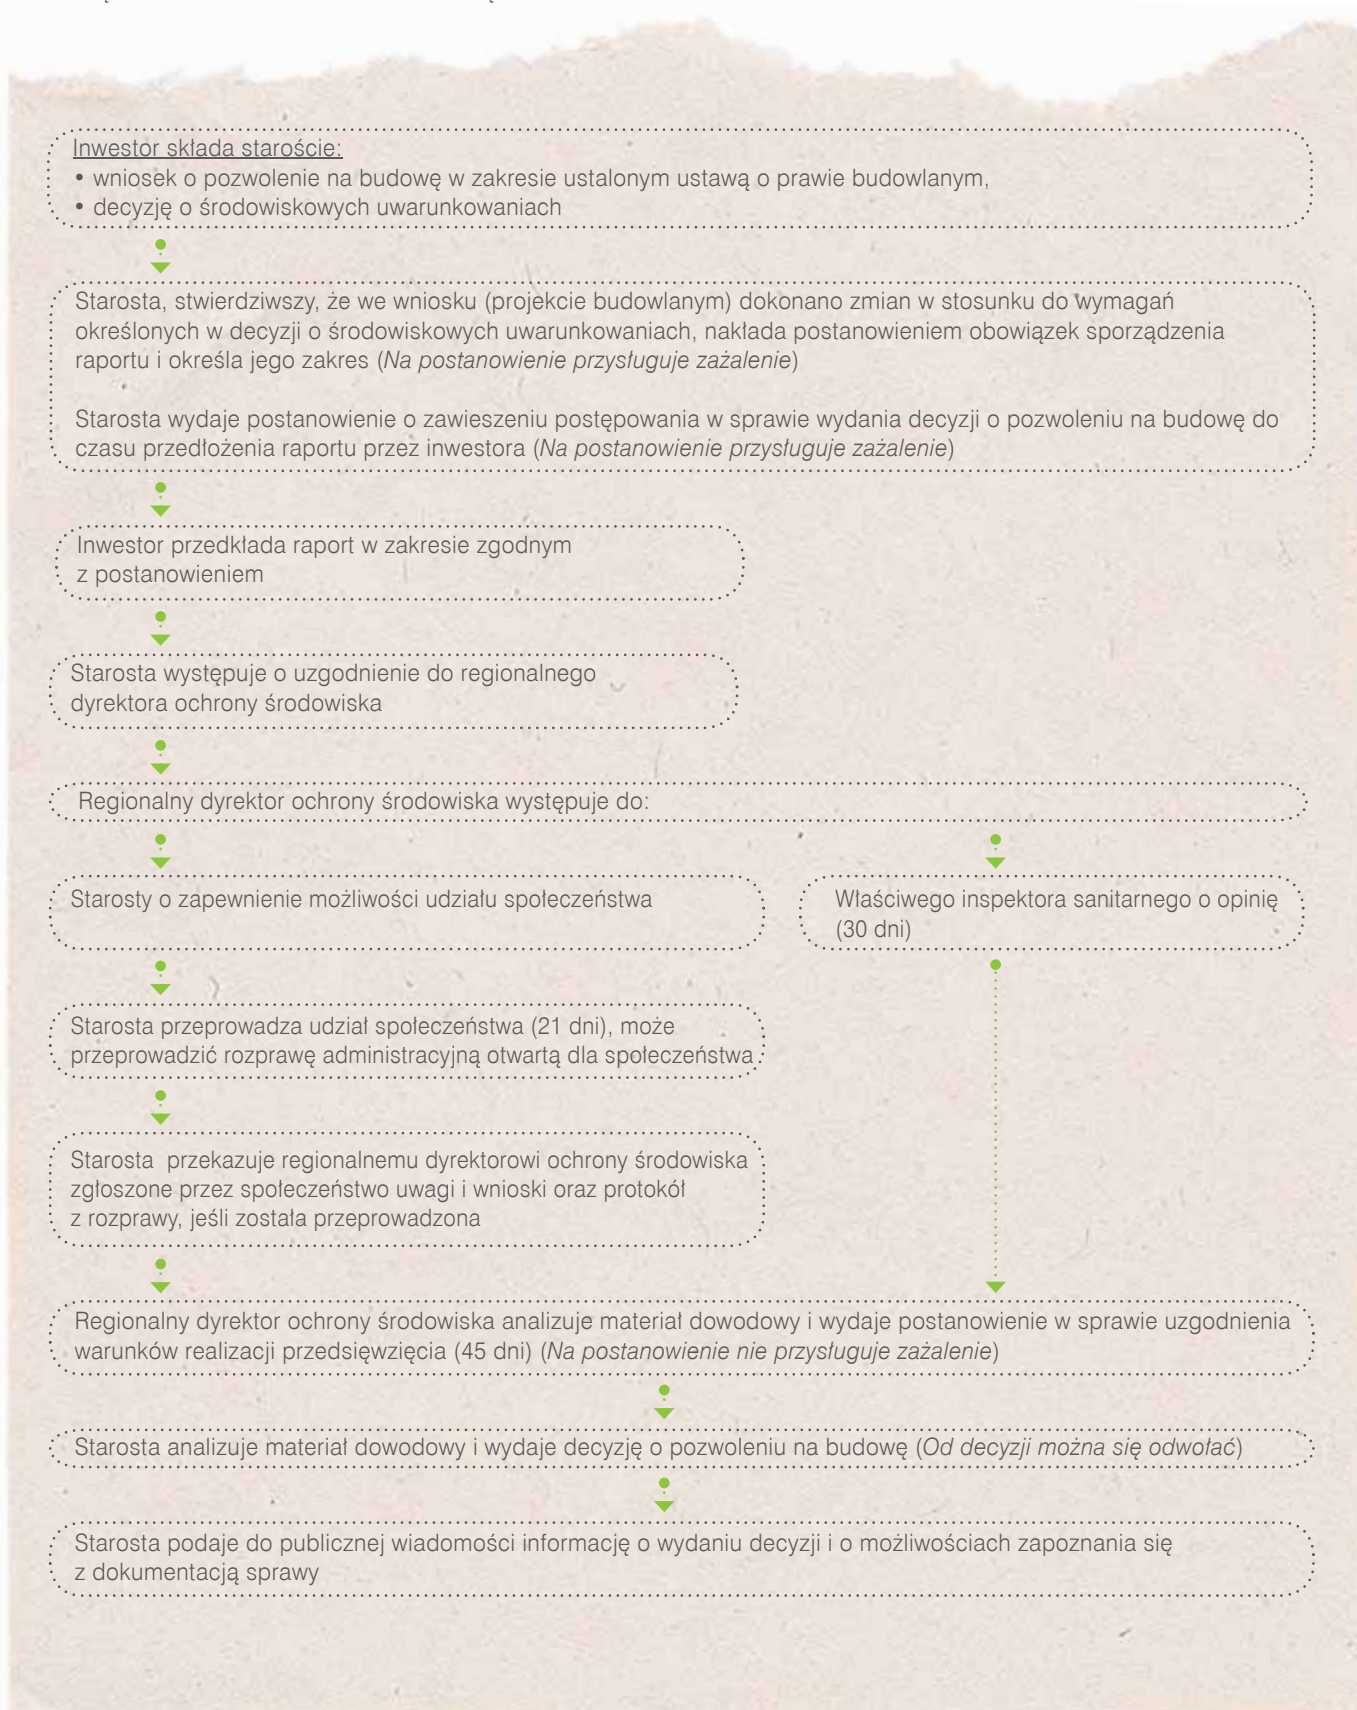 Inwestor składa staroście:
• wniosek o pozwolenie na budowę w zakresie ustalonym ustawą o prawie budowlanym,
• decyzję o środowiskowych uwarunkowaniach
Starosta, stwierdziwszy, że we wniosku (projekcie budowlanym) dokonano zmian w stosunku do wymagań
określonych w decyzji o środowiskowych uwarunkowaniach, nakłada postanowieniem obowiązek sporządzenia
raportu i określa jego zakres (Na postanowienie przysługuje zażalenie)
Starosta wydaje postanowienie o zawieszeniu postępowania w sprawie wydania decyzji o pozwoleniu na budowę do
czasu przedłożenia raportu przez inwestora (Na postanowienie przysługuje zażalenie)
Inwestor przedkłada raport w zakresie zgodnym
z postanowieniem
Starosta występuje o uzgodnienie do regionalnego
dyrektora ochrony środowiska
Regionalny dyrektor ochrony środowiska występuje do:
Starosty o zapewnienie możliwości udziału społeczeństwa
Właściwego inspektora sanitarnego o opinię
(30 dni)
Starosta przeprowadza udział społeczeństwa (21 dni), może
przeprowadzić rozprawę administracyjną otwartą dla społeczeństwa
Starosta przekazuje regionalnemu dyrektorowi ochrony środowiska
zgłoszone przez społeczeństwo uwagi i wnioski oraz protokół
z rozprawy, jeśli została przeprowadzona
Regionalny dyrektor ochrony środowiska analizuje materiał dowodowy i wydaje postanowienie w sprawie uzgodnienia
warunków realizacji przedsięwzięcia (45 dni) (Na postanowienie nie przysługuje zażalenie)
Starosta analizuje materiał dowodowy i wydaje decyzję o pozwoleniu na budowę (Od decyzji można się odwołać)
Starosta podaje do publicznej wiadomości informację o wydaniu decyzji i o możliwościach zapoznania się
z dokumentacją sprawy